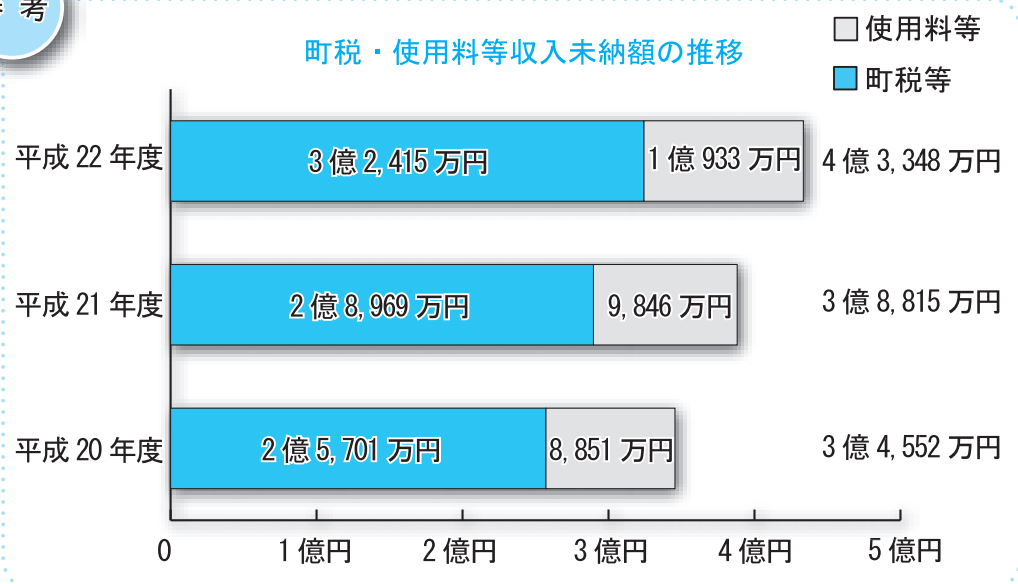 考
町税・使用料等収入未納額の推移
使用料等
町税等
平成 22 年度 3 億 2,415 万円 1 億 933 万円 4 億 3,348 万円
平成 21 年度 2 億 8,969 万円 9,846 万円 3 億 8,815 万円
平成 20 年度 2 億 5,701 万円 8,851 万円 3 億 4,552 万円
0 1 億円 2 億円 3 億円 4 億円 5 億円